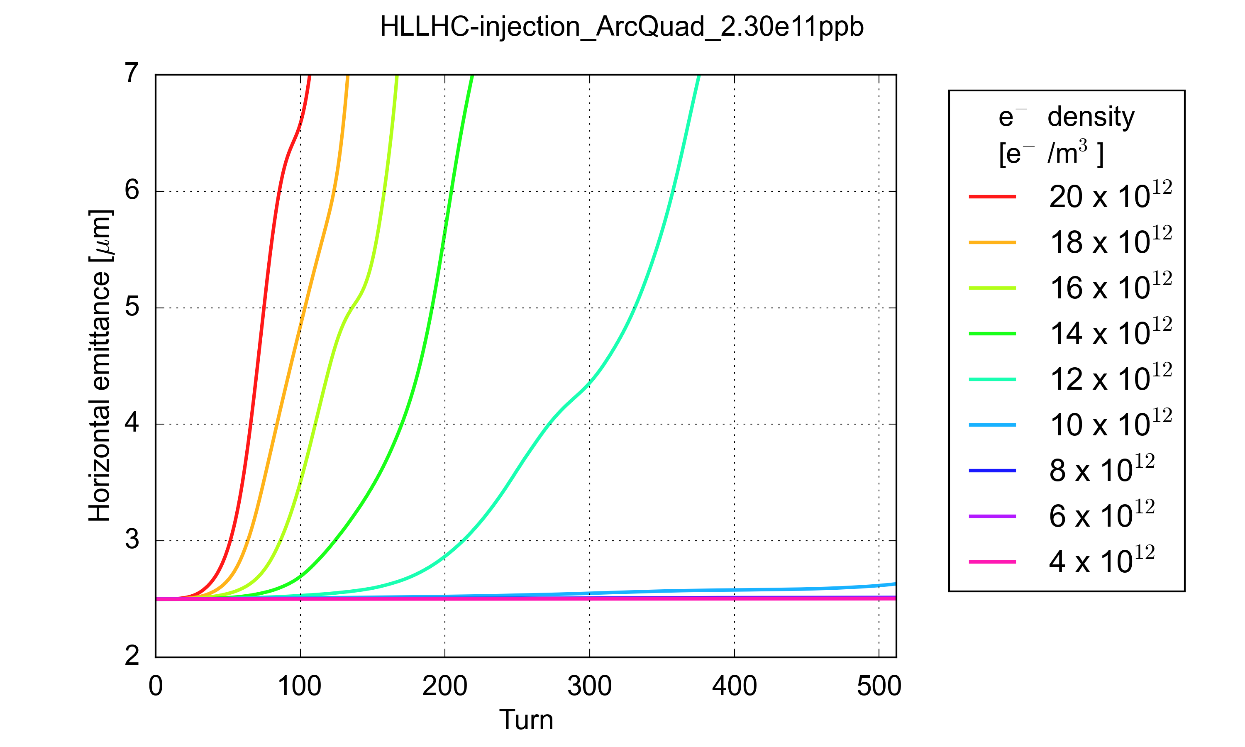 HLLHC-injection_ArcQuad_2.30e11ppb
7
6
5
4
3
2
Horizontal emittance [μm]
0 100 200 300 400 500
Turn
e⁻ density
[e⁻ /m³ ]
20 x 10¹²
18 x 10¹²
16 x 10¹²
14 x 10¹²
12 x 10¹²
10 x 10¹²
8 x 10¹²
6 x 10¹²
4 x 10¹²